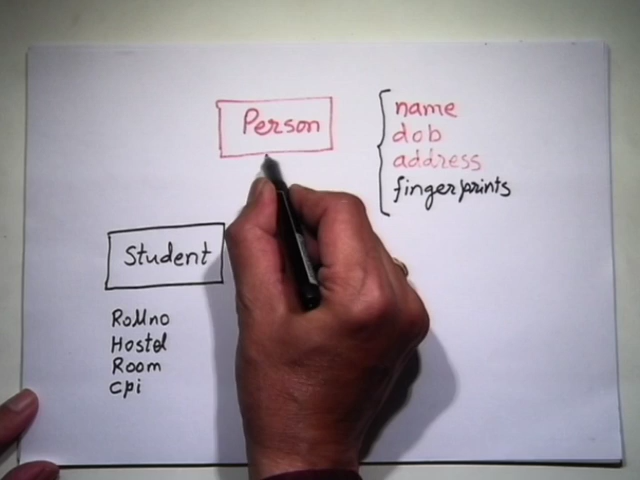 Person
name
dob
address
fingerprints
Student
Rollno
Hostel
Room
cpi